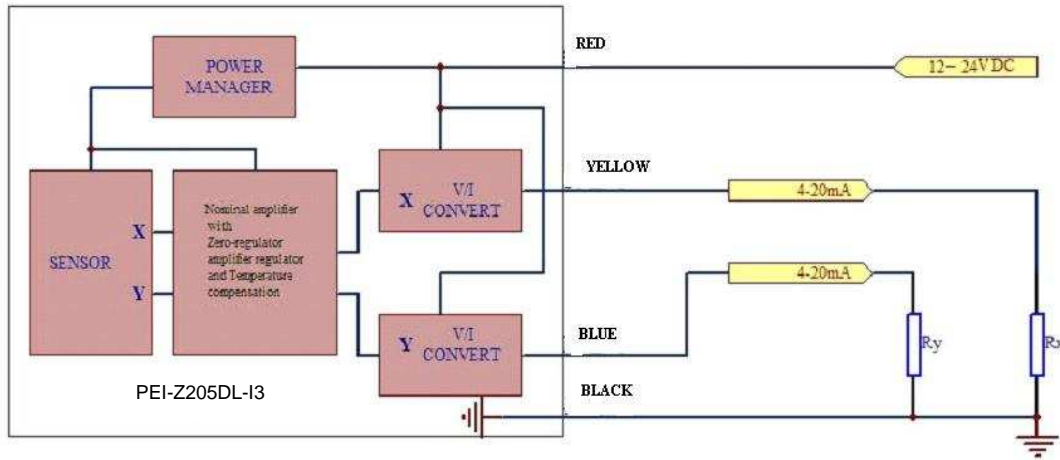 RED
POWER
MANAGER
12-24VDC
YELLOW
X
V/I
CONVERT
4-20mA
Nominal amplifier
with
Zero-regulator
amplifier regulator
and Temperature
compensation
X
SENSOR
Y
4-20mA
Y
V/I
CONVERT
BLUE
Ry
Rx
PEI-Z205DL-I3
BLACK